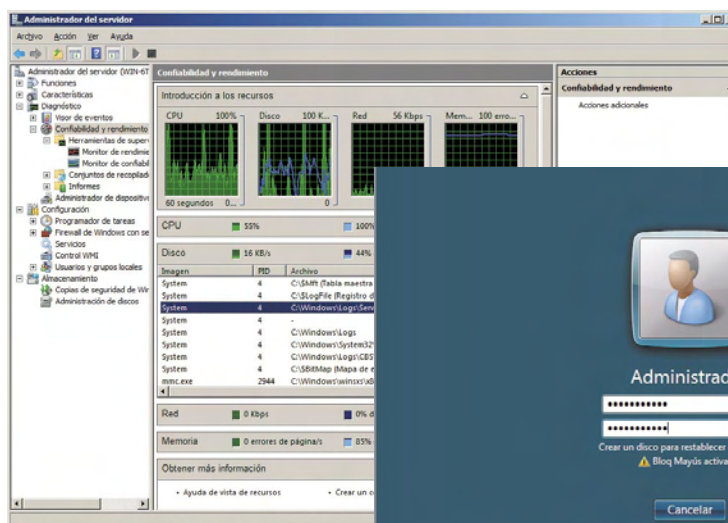 Administrador del servidor
Archivo Acción Ver Ayuda
Administrador del servidor (WIN-6T
Funciones
Características
Diagnóstico
Visor de eventos
Confiabilidad y rendimiento
Herramientas de super
Monitor de rendimie
Monitor de confiabil
Conjuntos de recopilad
Informes
Administrador de dispositiv
Configuración
Programador de tareas
Firewall de Windows con se
Servicios
Control WMI
Usuarios y grupos locales
Almacenamiento
Copias de seguridad de Wir
Administración de discos
Confiabilidad y rendimiento
Introducción a los recursos
CPU 100% Disco 100 K... Red 56 Kbps Mem... 100 erro...
60 segundos 0... 0
CPU 55% 100%
Disco 16 KB/s 44%
Imagen PID Archivo
System 4 C:\$Mft (Tabla maestra
System 4 C:\$LogFile (Registro d
System 4 C:\Windows\Logs\Serv
System 4 -
System 4 C:\Windows\Logs
System 4 C:\Windows\System32\
System 4 C:\Windows\Logs\CBS\
System 4 C:\$BitMap (Mapa de e
mmc.exe 2944 C:\Windows\winsxs\x8
Red 0 Kbps 0% d
Memoria 0 errores de página/s 85%
Obtener más información
• Ayuda de vista de recursos • Crear un c
Acciones
Confiabilidad y rendimiento
Acciones adicionales
Administrad
Crear un disco para restablecer
Bloq Mayús activa
Cancelar